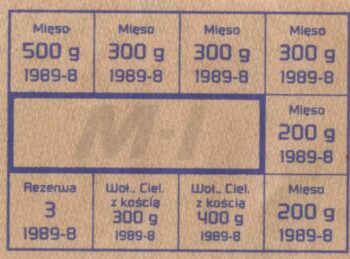 Mięso
500 g
1989-8
Mięso
300 g
1989-8
Mięso
300 g
1989-8
Mięso
300 g
1989-8
M-I
Mięso
200 g
1989-8
Rezerwa
3
1989-8
Woł., Ciel.
z kością
300 g
1989-8
Woł., Ciel.
z kością
400 g
1989-8
Mięso
200 g
1989-8